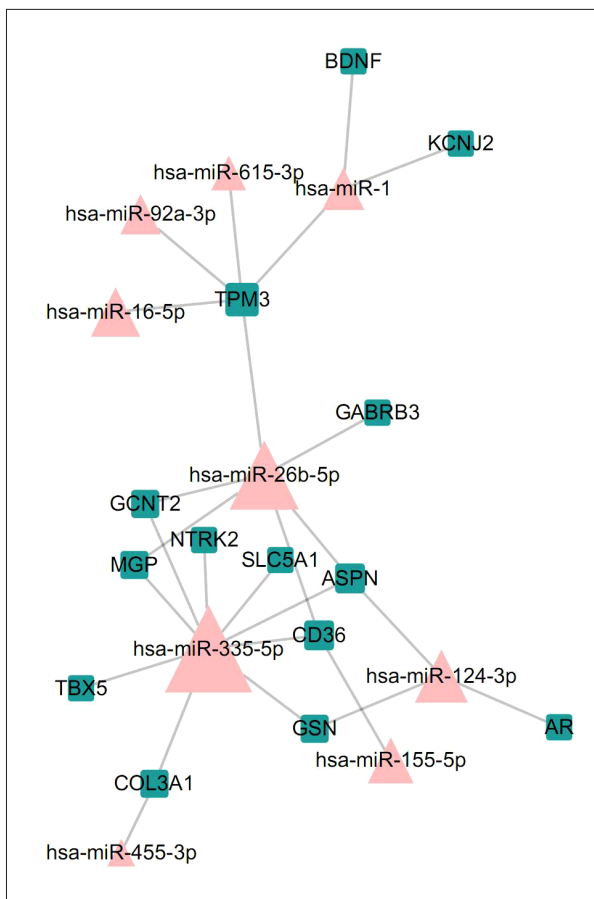 BDNF
KCNJ2
hsa-miR-615-3p
hsa-miR-1
hsa-miR-92a-3p
TPM3
hsa-miR-16-5p
GABRB3
hsa-miR-26b-5p
GCNT2
NTRK2
SLC5A1
MGP
ASPN
CD36
hsa-miR-335-5p
hsa-miR-124-3p
TBX5
GSN
AR
hsa-miR-155-5p
COL3A1
hsa-miR-455-3p